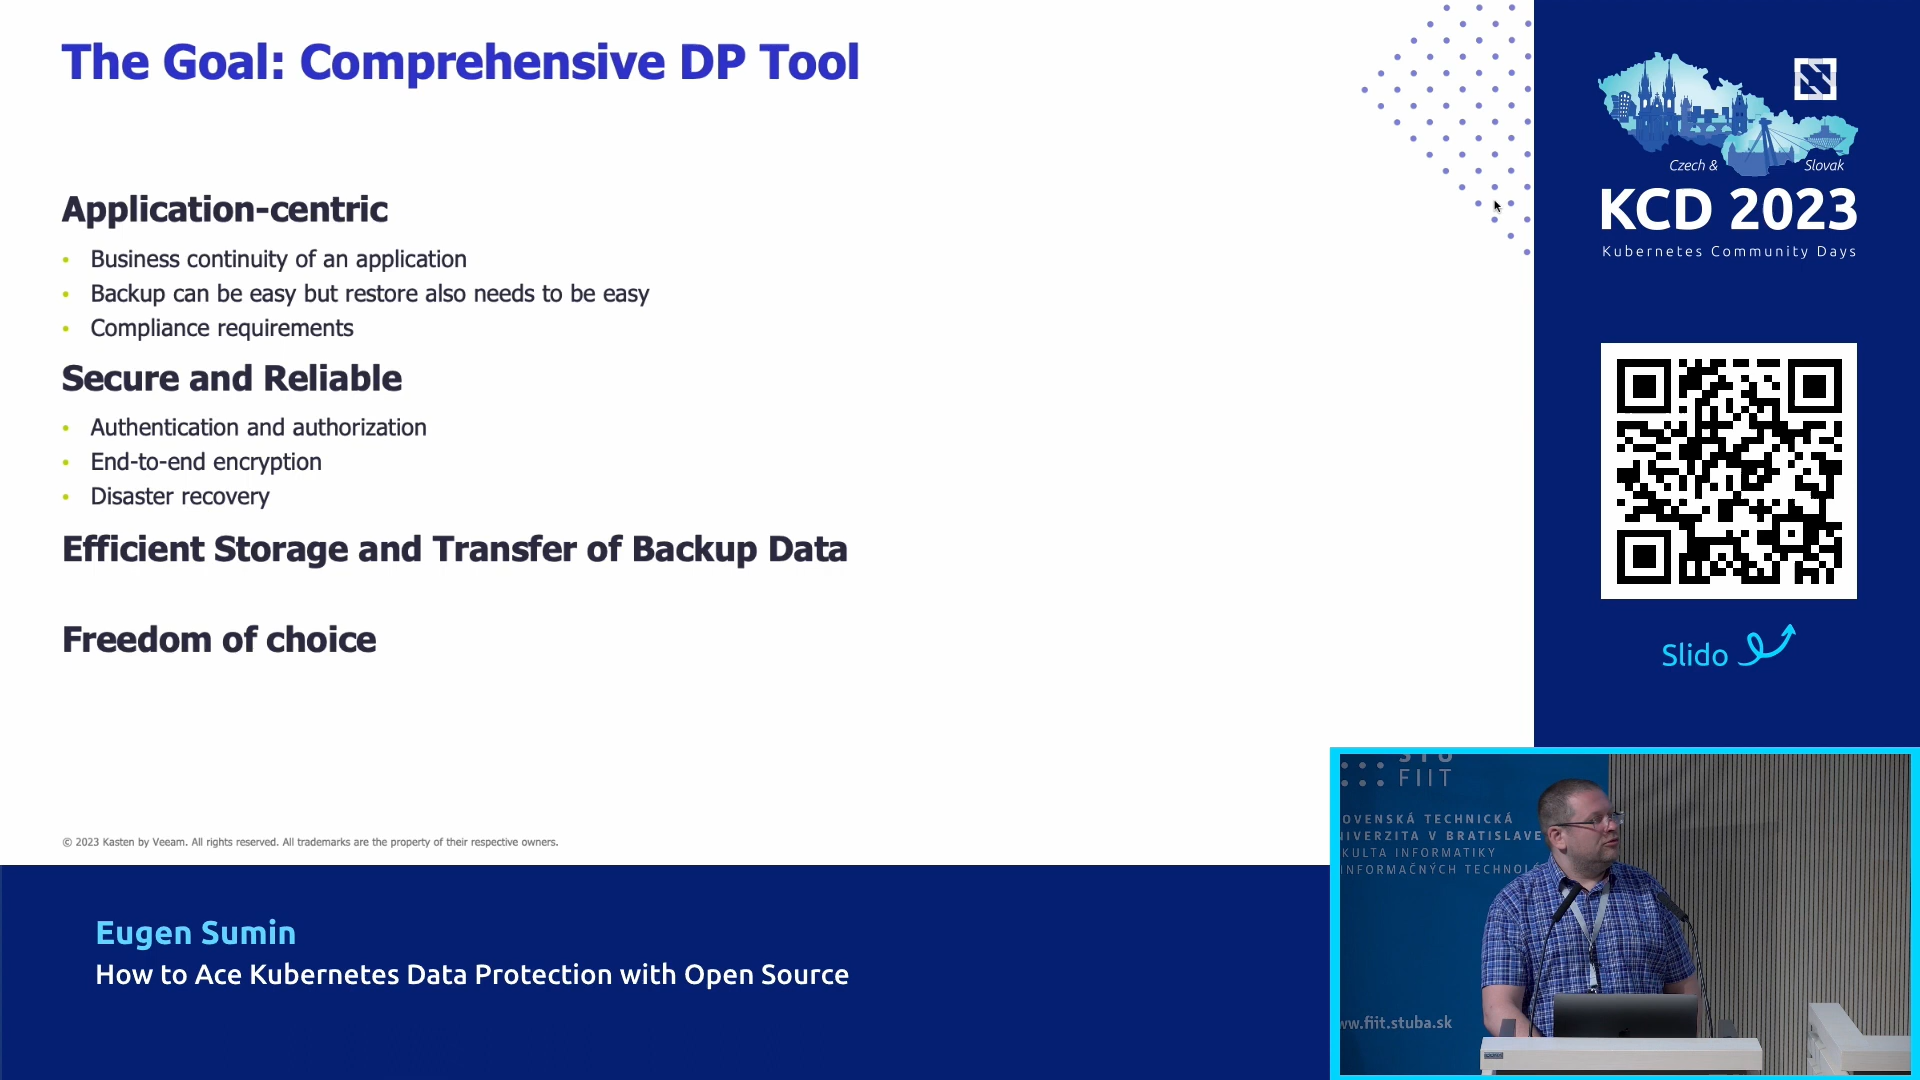 The Goal: Comprehensive DP Tool
Application-centric
• Business continuity of an application
• Backup can be easy but restore also needs to be easy
• Compliance requirements
Secure and Reliable
• Authentication and authorization
• End-to-end encryption
• Disaster recovery
Efficient Storage and Transfer of Backup Data
Freedom of choice
© 2023 Kasten by Veeam. All rights reserved. All trademarks are the property of their respective owners.
Czech & Slovak
KCD 2023
Kubernetes Community Days
Slido
Eugen Sumin
How to Ace Kubernetes Data Protection with Open Source
FIIT
OVENSKÁ TECHNICKÁ
IVERZITA V BRATISLAVE
KULTA INFORMATIKY
INFORMAČNÝCH TECHNOL
w.fiit.stuba.sk